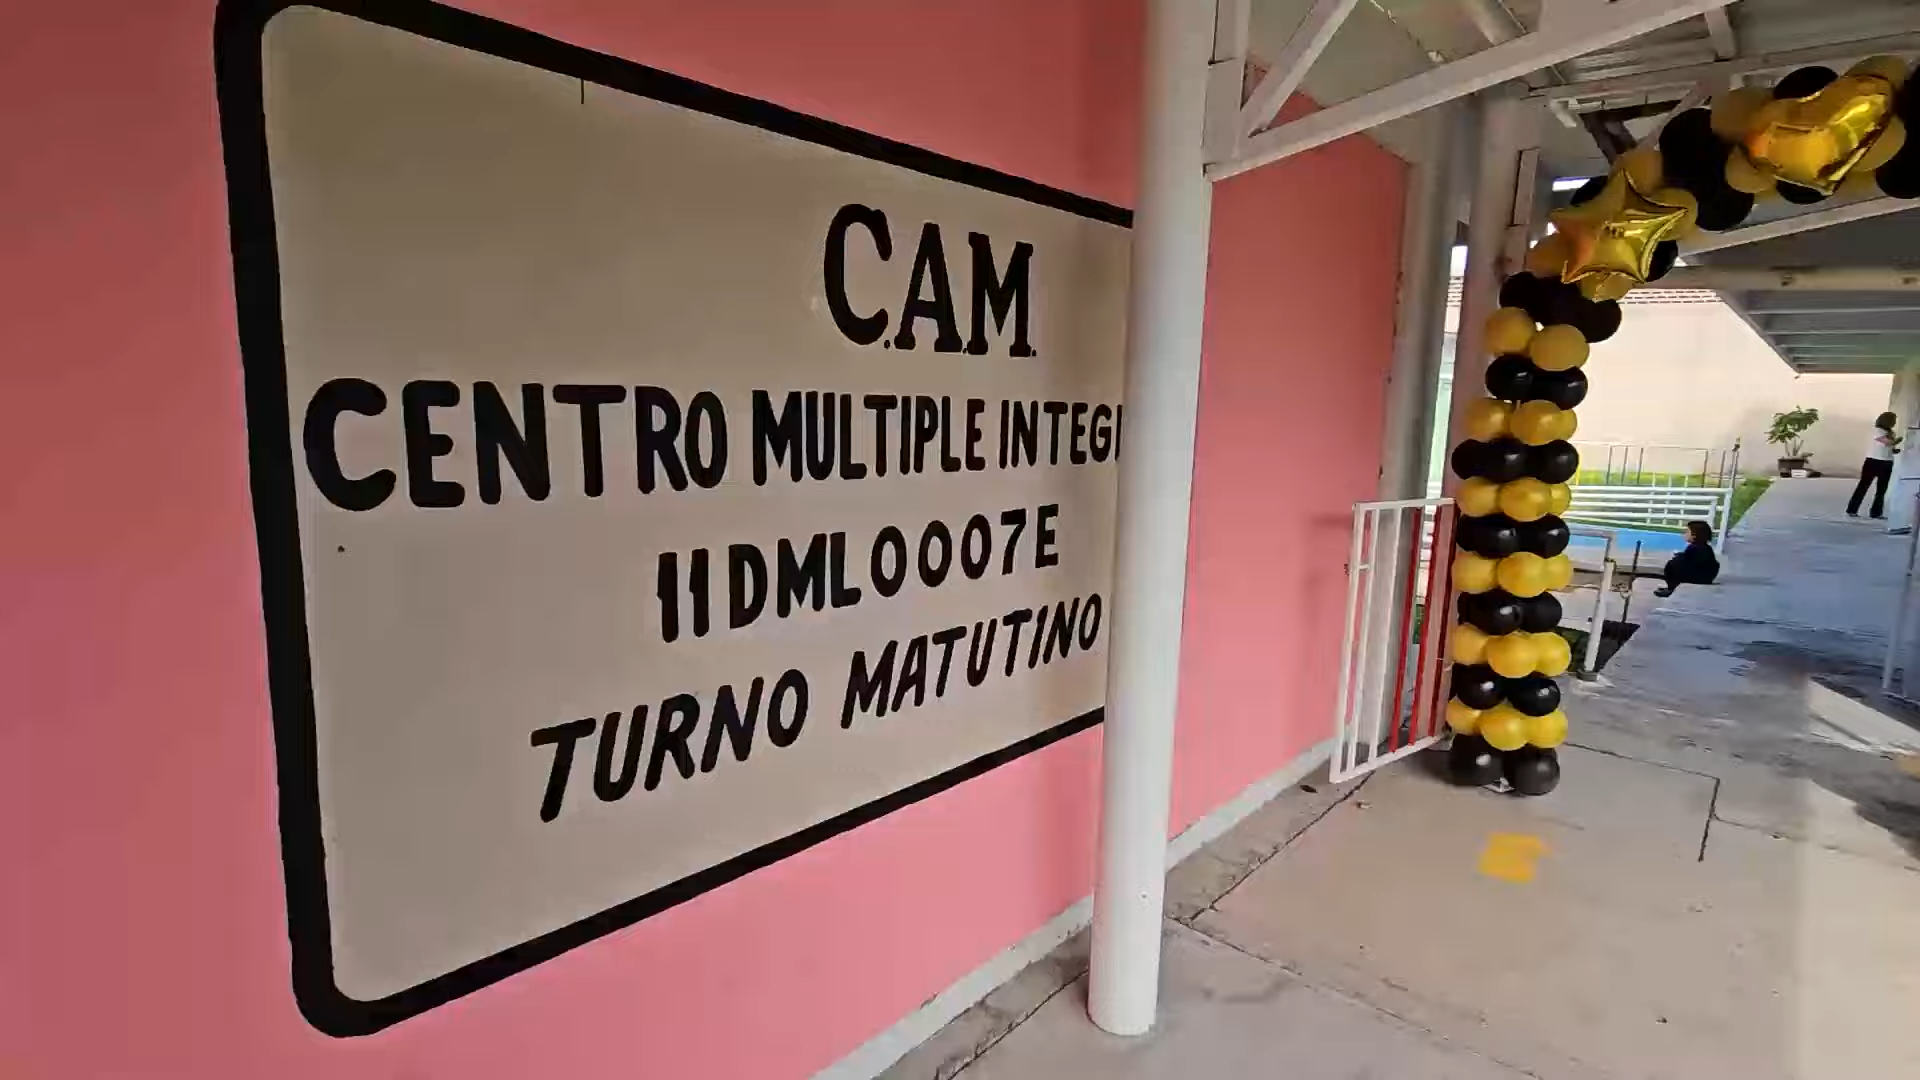 C.A.M.
CENTRO MULTIPLE INTEG
11DML0007E
TURNO MATUTINO